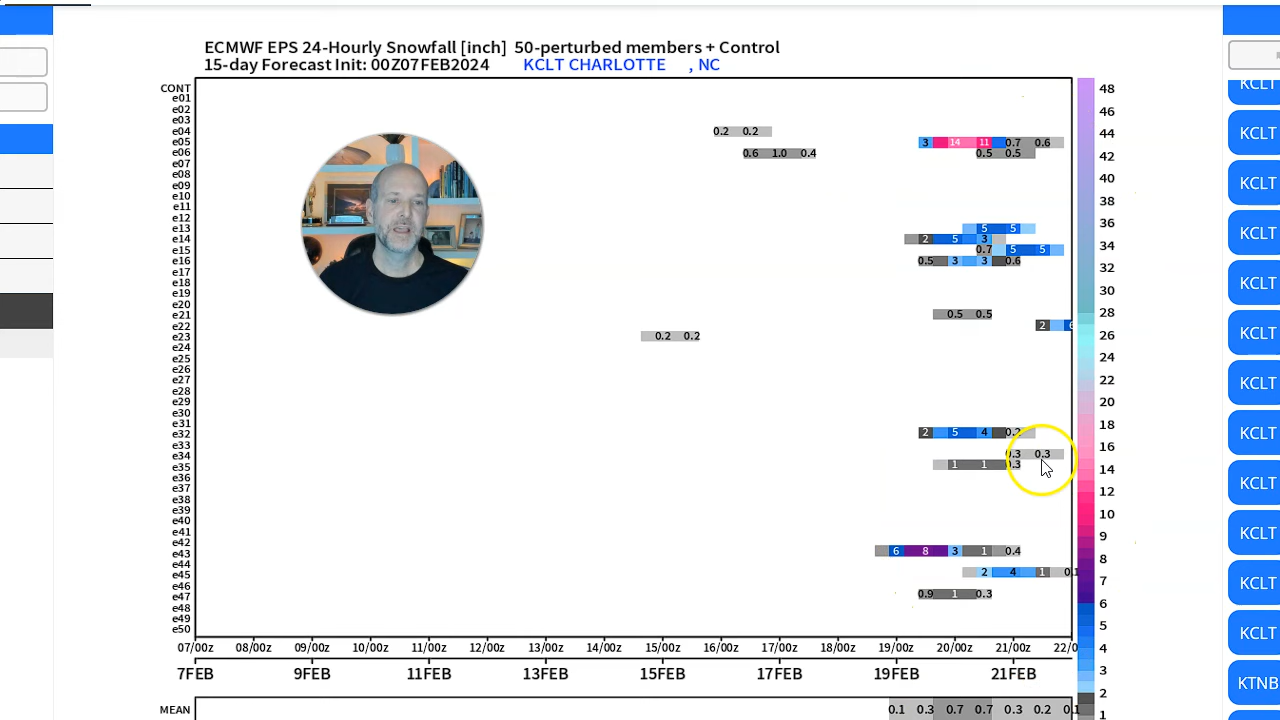 ECMWF EPS 24-Hourly Snowfall [inch] 50-perturbed members + Control
15-day Forecast Init: 00Z07FEB2024 KCLT CHARLOTTE , NC
CONT
e01
e02
e03
e04 0.2 0.2
e05 3 14 11 0.7 0.6
e06 0.6 1.0 0.4 0.5 0.5
e07
e08
e09
e10
e11
e12
e13 5 5
e14 2 5 3
e15 0.7 5 5
e16 0.5 3 3 0.6
e17
e18
e19
e20
e21 0.5 0.5
e22 2
e23 0.2 0.2
e24
e25
e26
e27
e28
e29
e30
e31
e32 2 5 4 0.2
e33
e34 0.3 0.3
e35 1 1 0.3
e36
e37
e38
e39
e40
e41
e42
e43 6 8 3 1 0.4
e44
e45 2 4 1 0.1
e46
e47 0.9 1 0.3
e48
e49
e50
07/00z 08/00z 09/00z 10/00z 11/00z 12/00z 13/00z 14/00z 15/00z 16/00z 17/00z 18/00z 19/00z 20/00z 21/00z 22/0
7FEB 9FEB 11FEB 13FEB 15FEB 17FEB 19FEB 21FEB
MEAN 0.1 0.3 0.7 0.7 0.3 0.2 0.1
48
46
44
42
40
38
36
34
32
30
28
26
24
22
20
18
16
14
12
10
9
8
7
6
5
4
3
2
1
KCLT
KCLT
KCLT
KCLT
KCLT
KCLT
KCLT
KCLT
KCLT
KCLT
KCLT
KCLT
KTNB